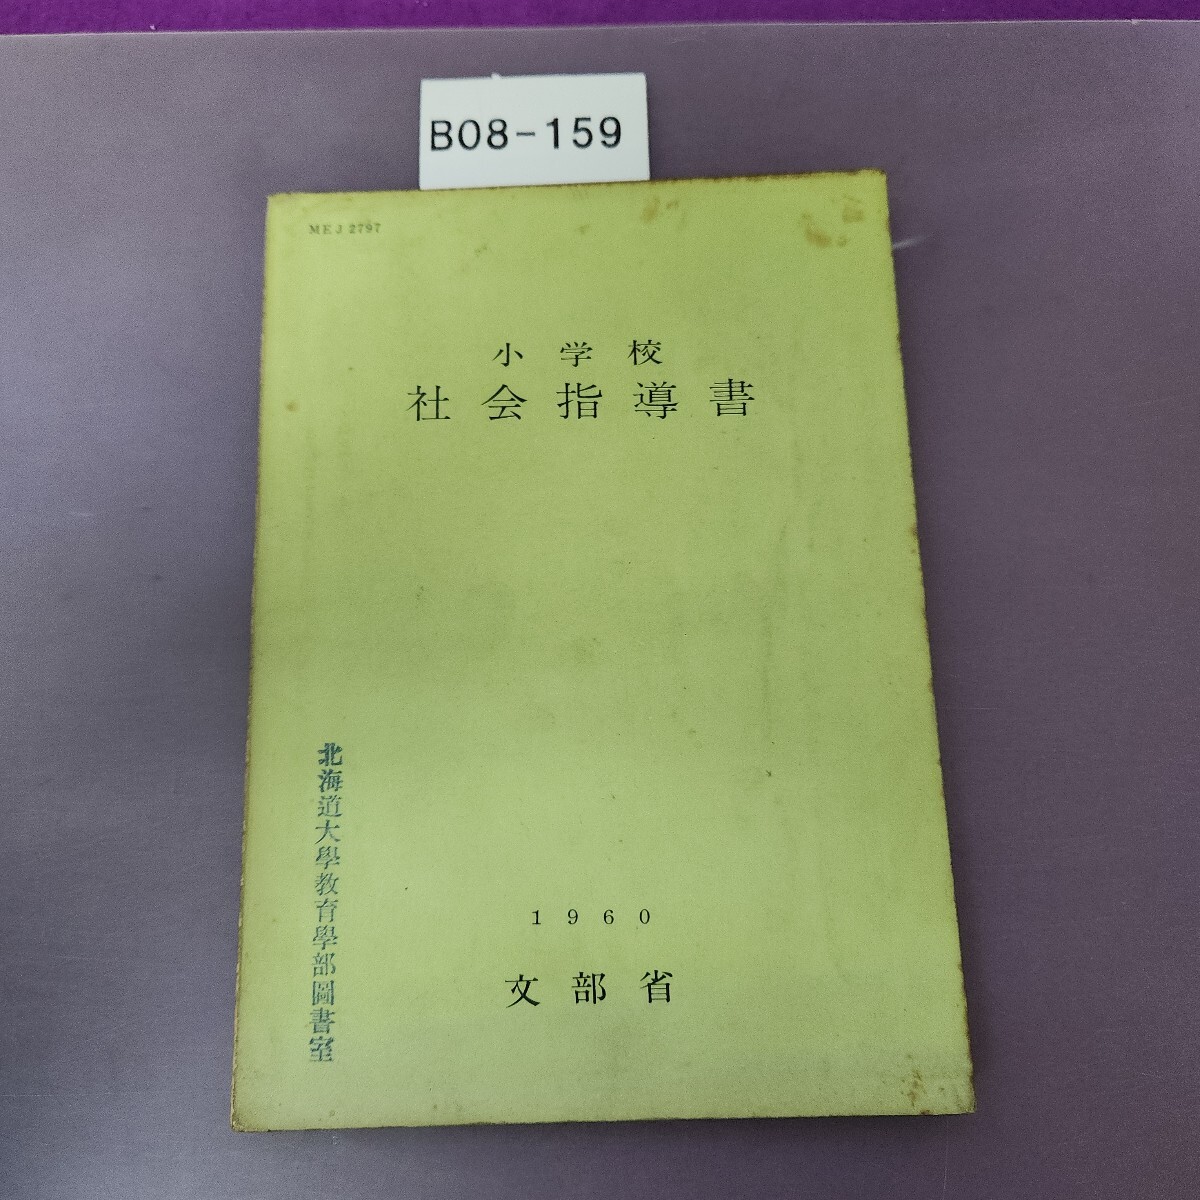 B08-159
MEJ 2797
小学校
社会指導書
北海道大學教育學部圖書室
1960
文部省